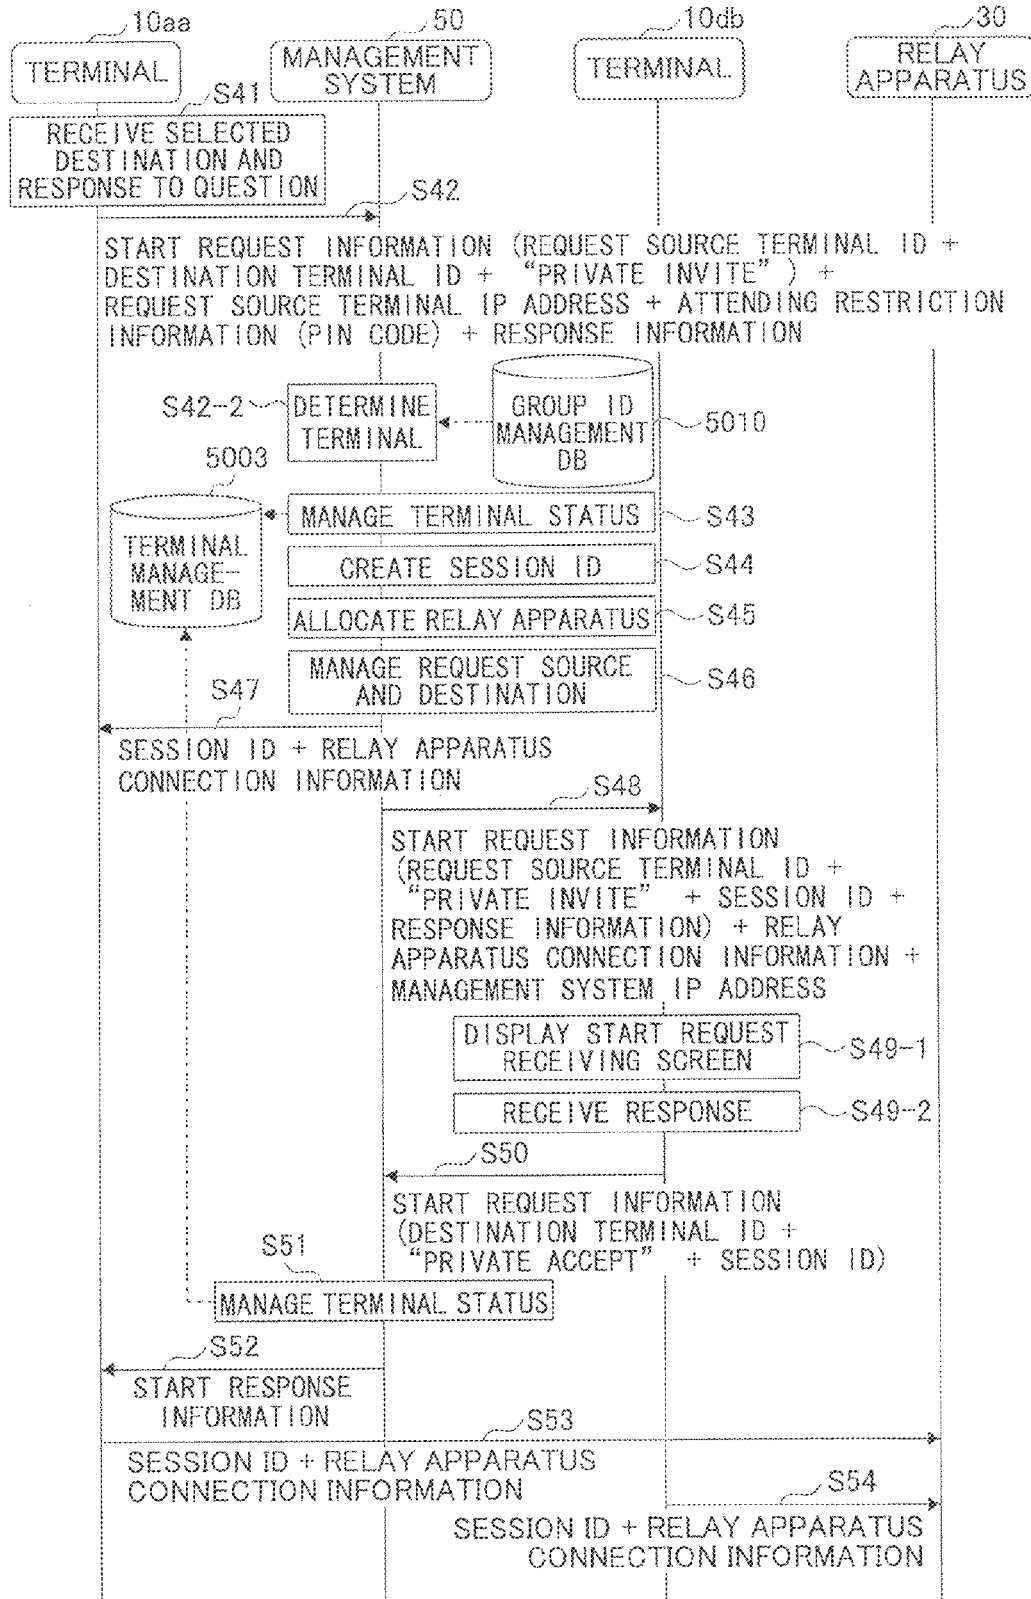 10aa
50
10db
30
TERMINAL
MANAGEMENT
SYSTEM
TERMINAL
RELAY
APPARATUS
S41
RECEIVE SELECTED
DESTINATION AND
RESPONSE TO QUESTION
S42
START REQUEST INFORMATION (REQUEST SOURCE TERMINAL ID +
DESTINATION TERMINAL ID + “PRIVATE INVITE”) +
REQUEST SOURCE TERMINAL IP ADDRESS + ATTENDING RESTRICTION
INFORMATION (PIN CODE) + RESPONSE INFORMATION
S42-2
DETERMINE
TERMINAL
GROUP ID
MANAGEMENT
DB
5010
5003
TERMINAL
MANAGE-
MENT DB
MANAGE TERMINAL STATUS
S43
CREATE SESSION ID
S44
ALLOCATE RELAY APPARATUS
S45
MANAGE REQUEST SOURCE
AND DESTINATION
S46
S47
SESSION ID + RELAY APPARATUS
CONNECTION INFORMATION
S48
START REQUEST INFORMATION
(REQUEST SOURCE TERMINAL ID +
“PRIVATE INVITE” + SESSION ID +
RESPONSE INFORMATION) + RELAY
APPARATUS CONNECTION INFORMATION +
MANAGEMENT SYSTEM IP ADDRESS
DISPLAY START REQUEST
RECEIVING SCREEN
S49-1
RECEIVE RESPONSE
S49-2
S50
START REQUEST INFORMATION
(DESTINATION TERMINAL ID +
“PRIVATE ACCEPT” + SESSION ID)
S51
MANAGE TERMINAL STATUS
S52
START RESPONSE
INFORMATION
S53
SESSION ID + RELAY APPARATUS
CONNECTION INFORMATION
S54
SESSION ID + RELAY APPARATUS
CONNECTION INFORMATION